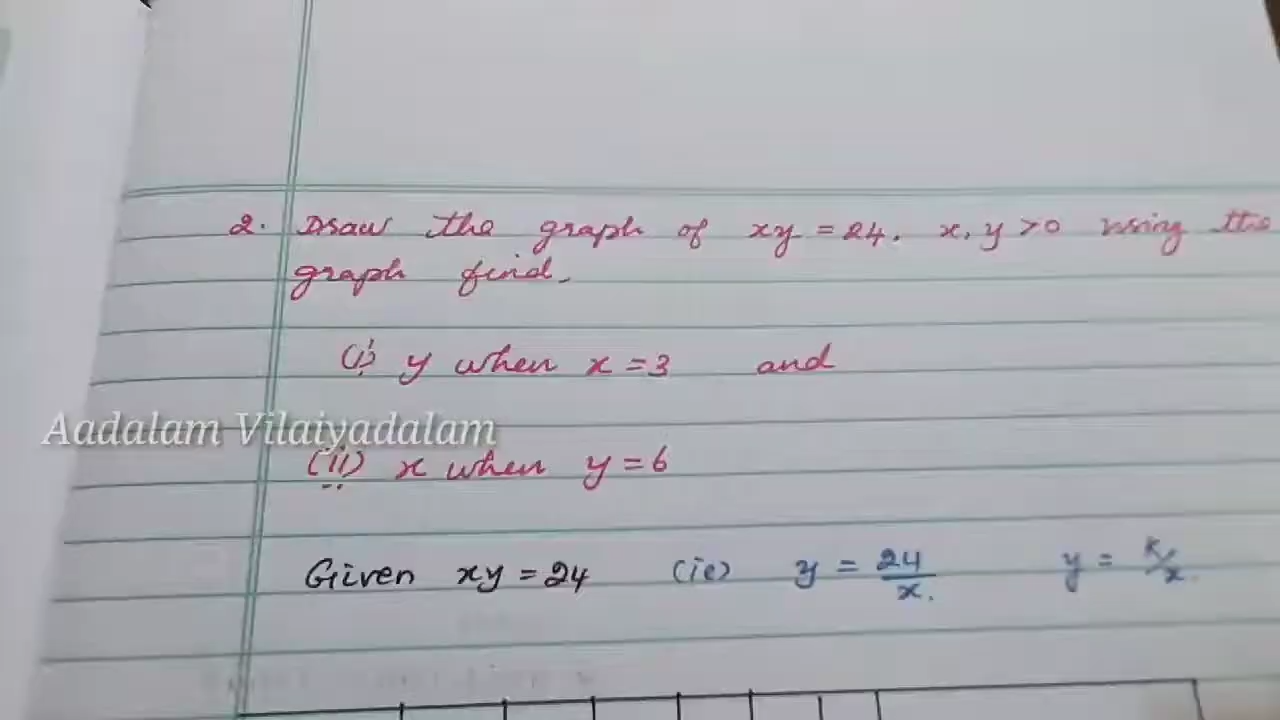 2. Draw the graph of xy = 24. x, y > 0 using the
graph find.
(i) y when x = 3 and
Aadalam Vilaiyadalam
(ii) x when y = 6
Given xy = 24 (ie) y = 24/x. y = k/x.